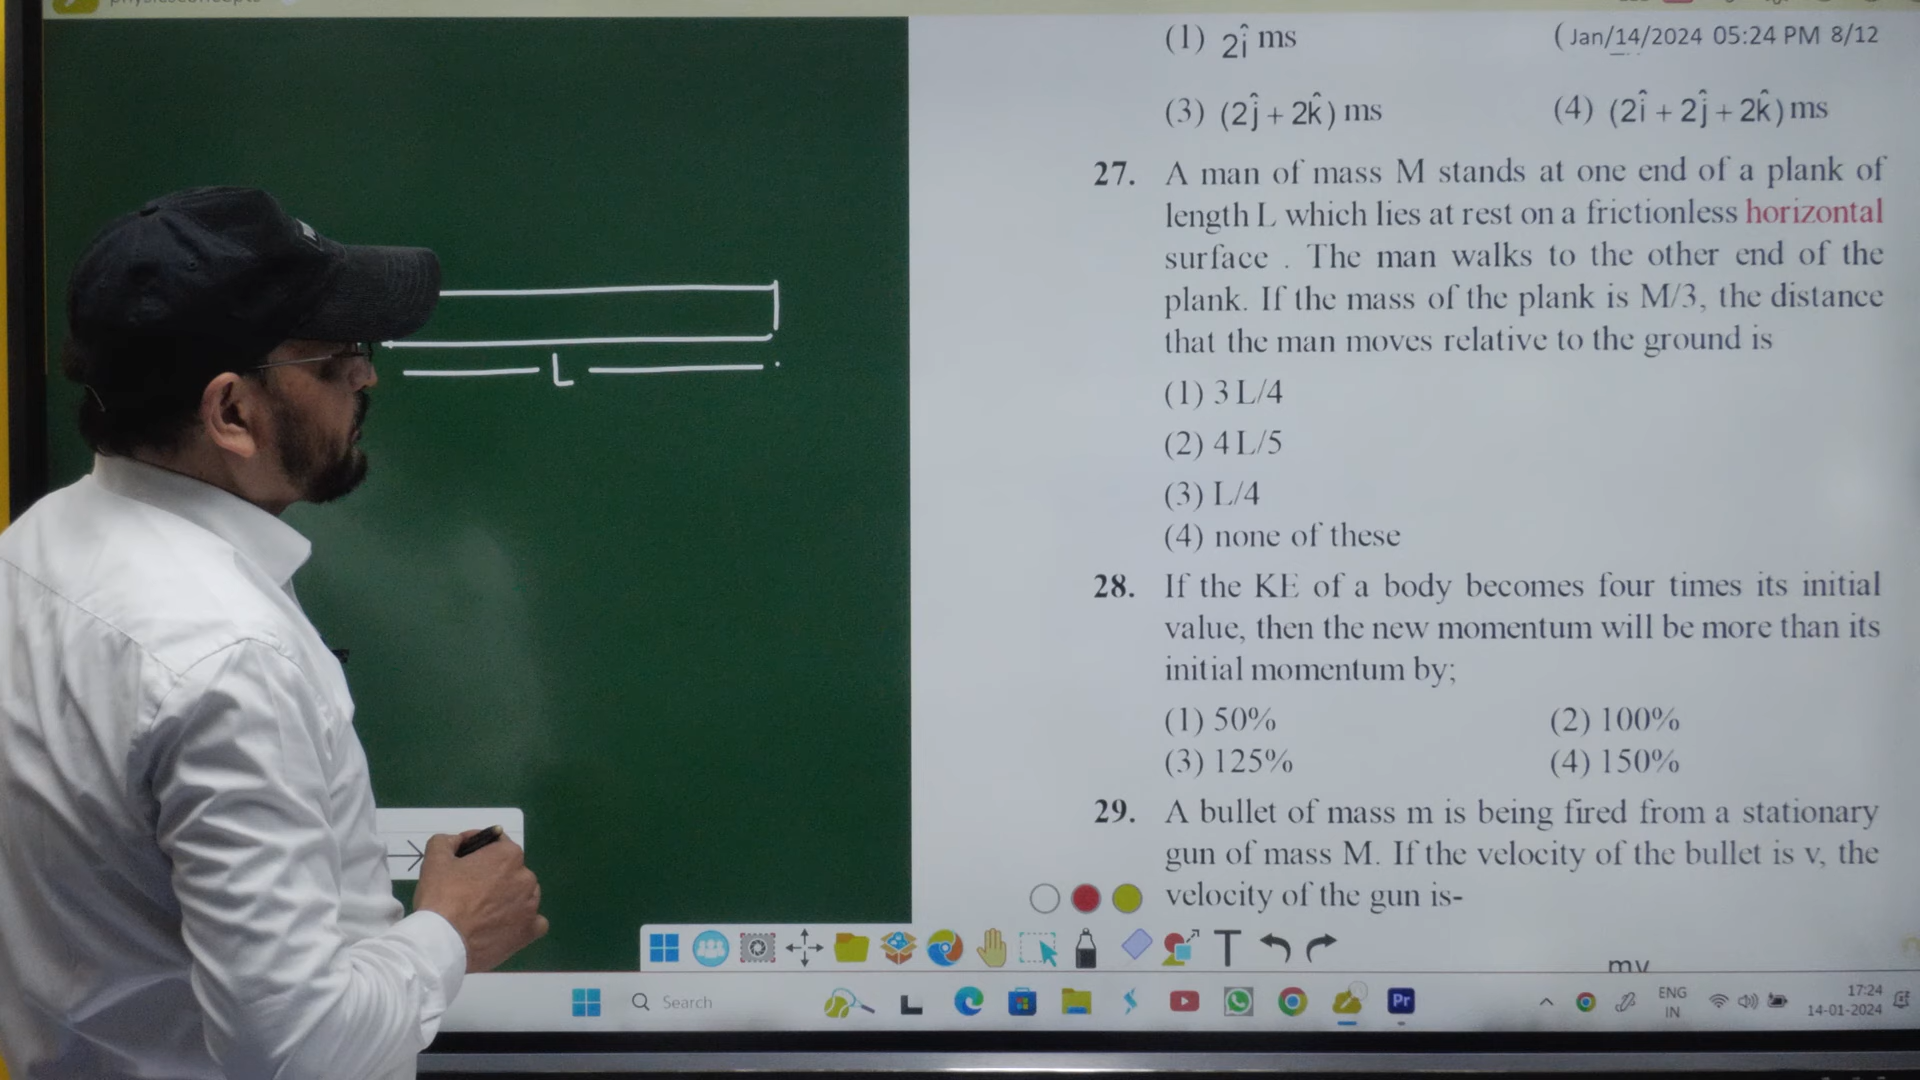 (1) 2î ms
(Jan/14/2024 05:24 PM 8/12
(3) (2ĵ + 2k̂) ms
(4) (2î + 2ĵ + 2k̂) ms
27. A man of mass M stands at one end of a plank of
length L which lies at rest on a frictionless horizontal
surface . The man walks to the other end of the
plank. If the mass of the plank is M/3, the distance
that the man moves relative to the ground is
(1) 3 L/4
(2) 4 L/5
(3) L/4
(4) none of these
28. If the KE of a body becomes four times its initial
value, then the new momentum will be more than its
initial momentum by;
(1) 50%
(2) 100%
(3) 125%
(4) 150%
29. A bullet of mass m is being fired from a stationary
gun of mass M. If the velocity of the bullet is v, the
velocity of the gun is-
mv
L
T
Search
Pr
ENG
IN
17:24
14-01-2024